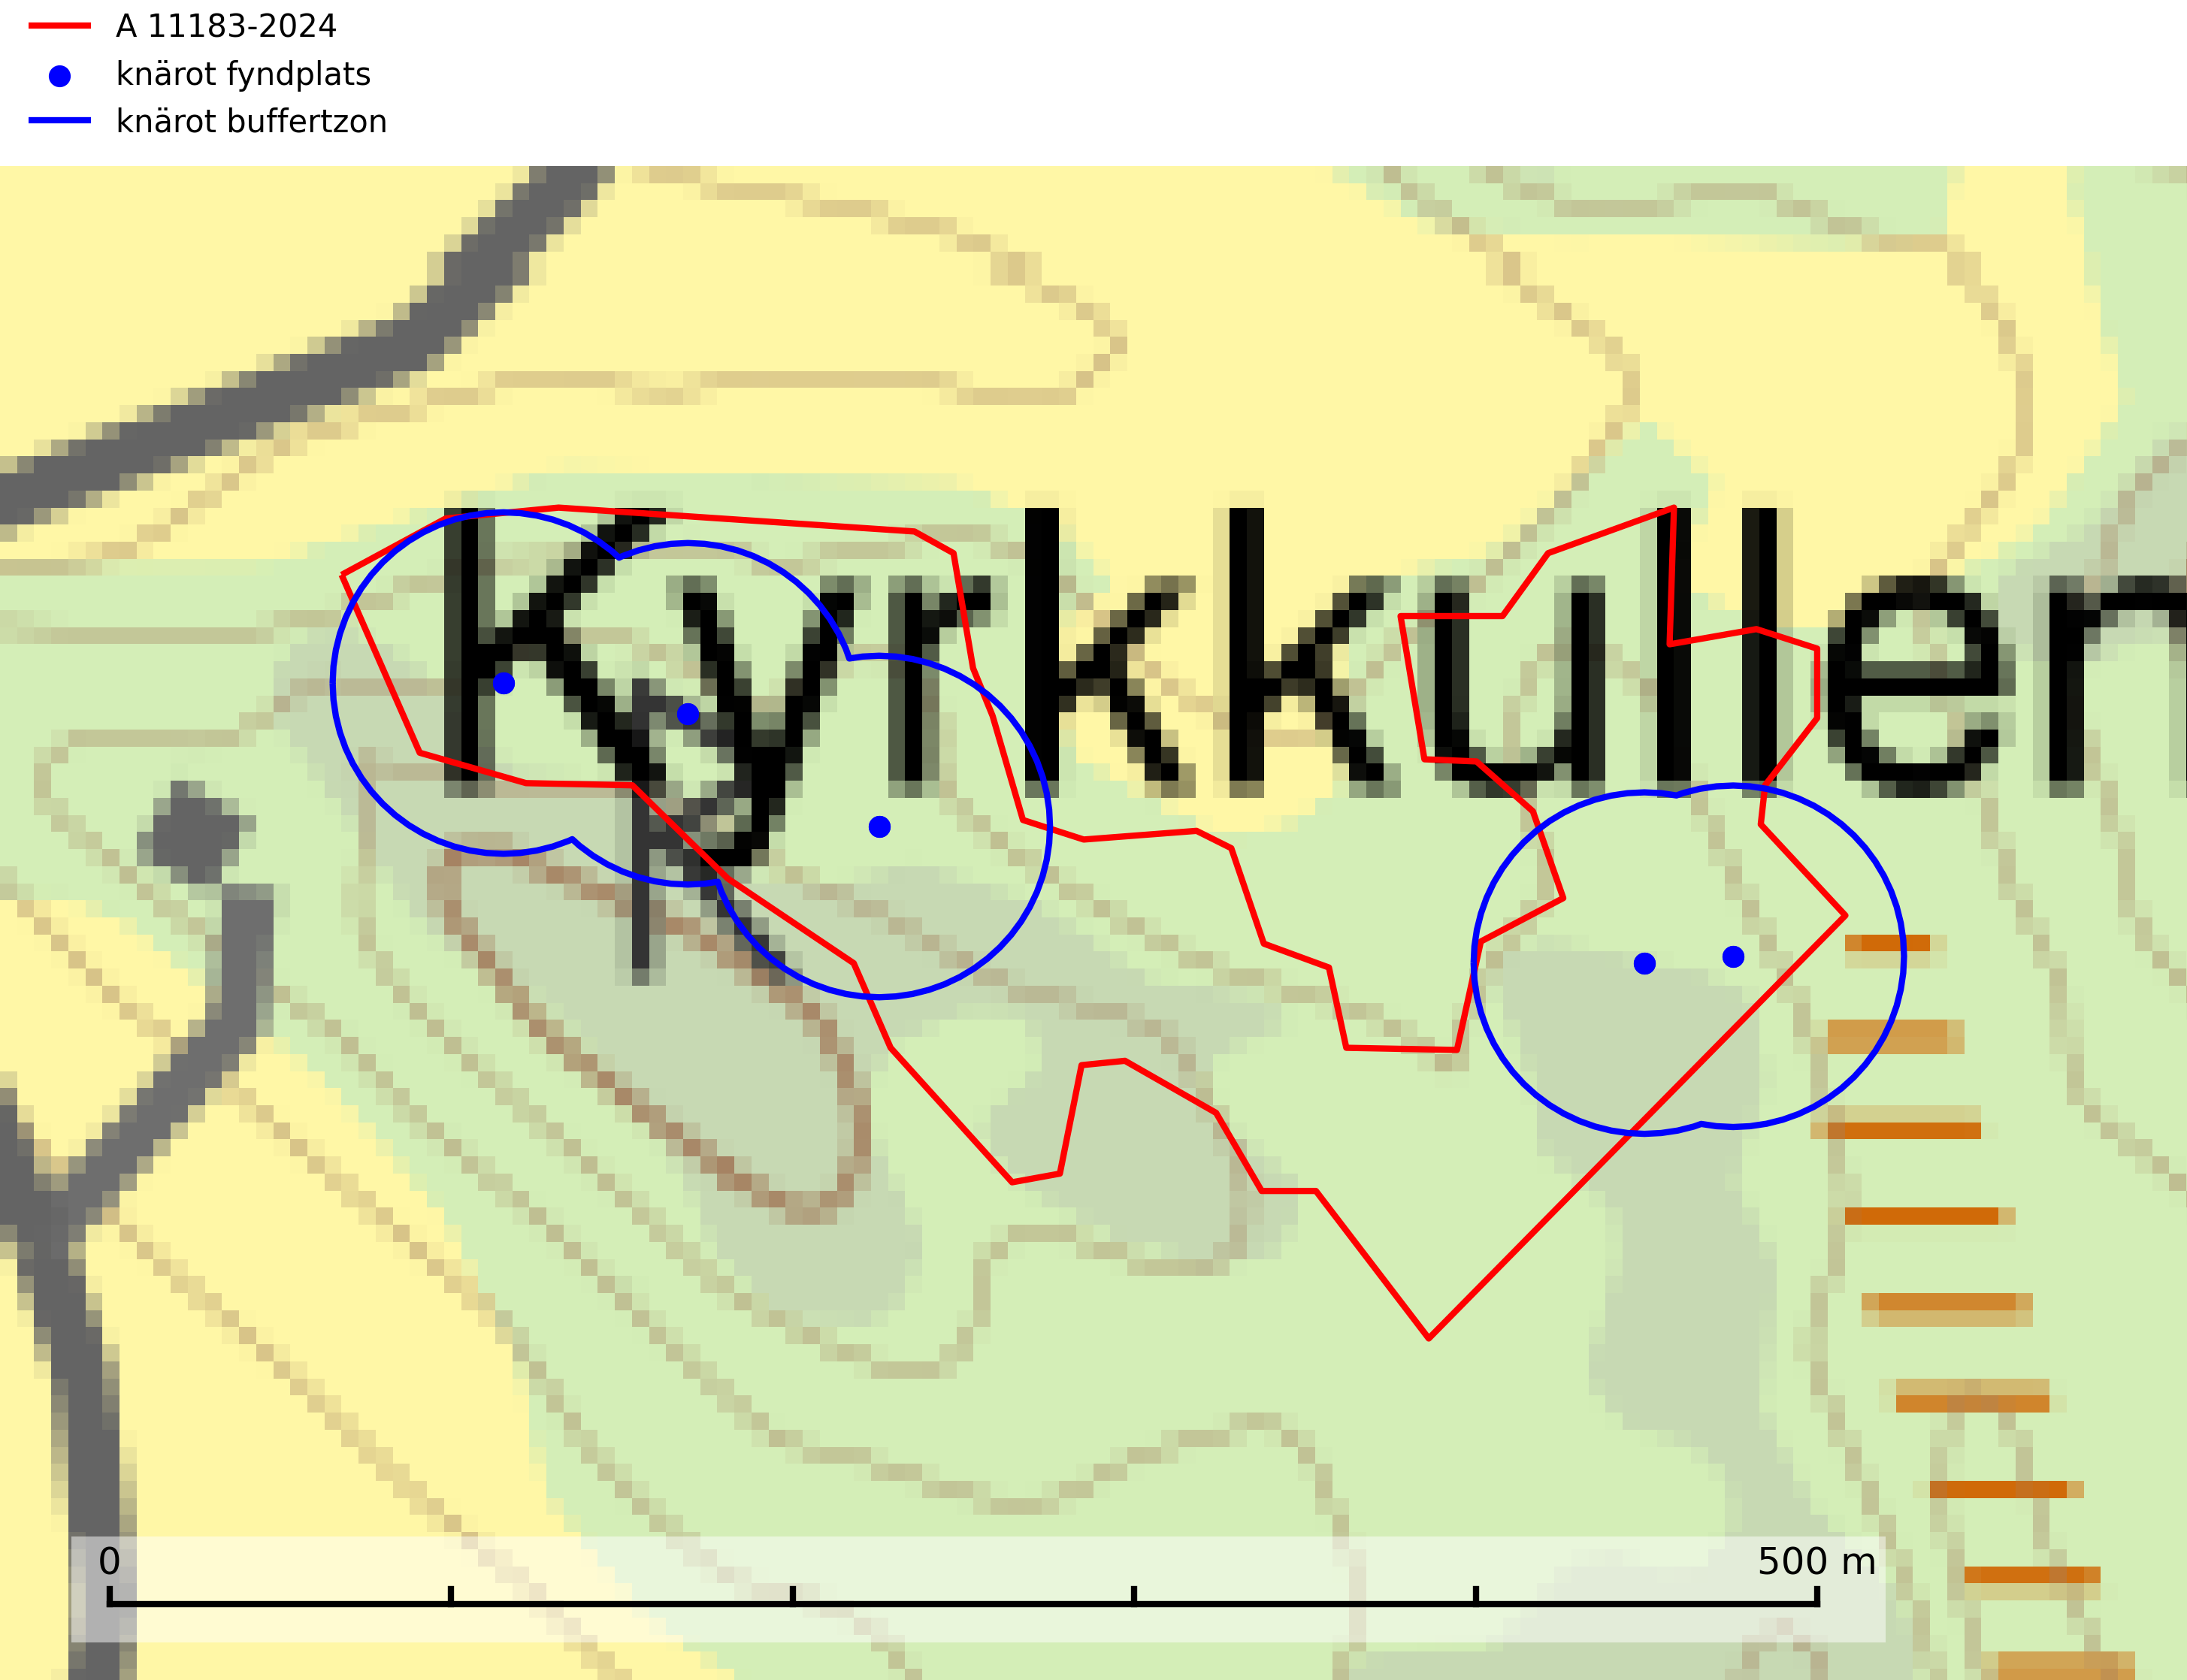 A 11183-2024
knärot fyndplats
knärot buffertzon
Kyrkkullen
0
500 m